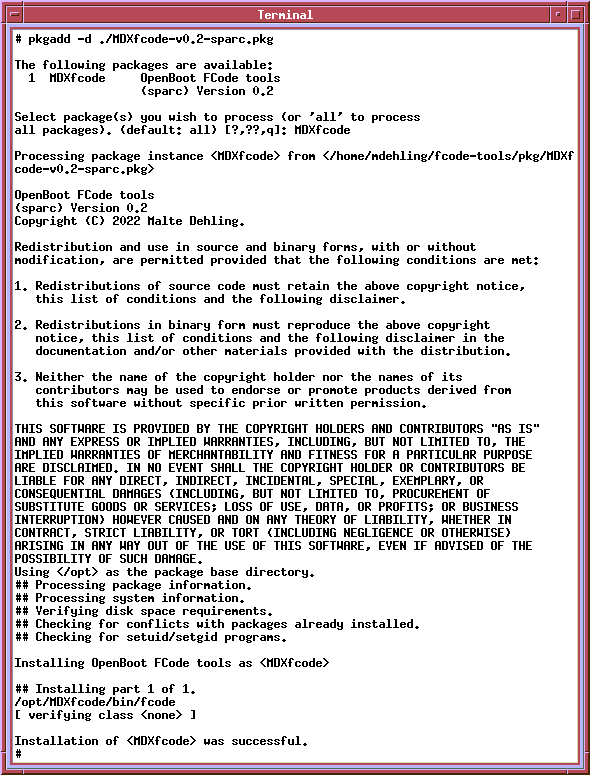 Terminal
# pkgadd -d ./MDXfcode-v0.2-sparc.pkg
The following packages are available:
  1  MDXfcode     OpenBoot FCode tools
                  (sparc) Version 0.2
Select package(s) you wish to process (or 'all' to process
all packages). (default: all) [?,??,q]: MDXfcode
Processing package instance <MDXfcode> from </home/mdehling/fcode-tools/pkg/MDXf
code-v0.2-sparc.pkg>
OpenBoot FCode tools
(sparc) Version 0.2
Copyright (C) 2022 Malte Dehling.
Redistribution and use in source and binary forms, with or without
modification, are permitted provided that the following conditions are met:
1. Redistributions of source code must retain the above copyright notice,
   this list of conditions and the following disclaimer.
2. Redistributions in binary form must reproduce the above copyright
   notice, this list of conditions and the following disclaimer in the
   documentation and/or other materials provided with the distribution.
3. Neither the name of the copyright holder nor the names of its
   contributors may be used to endorse or promote products derived from
   this software without specific prior written permission.
THIS SOFTWARE IS PROVIDED BY THE COPYRIGHT HOLDERS AND CONTRIBUTORS "AS IS"
AND ANY EXPRESS OR IMPLIED WARRANTIES, INCLUDING, BUT NOT LIMITED TO, THE
IMPLIED WARRANTIES OF MERCHANTABILITY AND FITNESS FOR A PARTICULAR PURPOSE
ARE DISCLAIMED. IN NO EVENT SHALL THE COPYRIGHT HOLDER OR CONTRIBUTORS BE
LIABLE FOR ANY DIRECT, INDIRECT, INCIDENTAL, SPECIAL, EXEMPLARY, OR
CONSEQUENTIAL DAMAGES (INCLUDING, BUT NOT LIMITED TO, PROCUREMENT OF
SUBSTITUTE GOODS OR SERVICES; LOSS OF USE, DATA, OR PROFITS; OR BUSINESS
INTERRUPTION) HOWEVER CAUSED AND ON ANY THEORY OF LIABILITY, WHETHER IN
CONTRACT, STRICT LIABILITY, OR TORT (INCLUDING NEGLIGENCE OR OTHERWISE)
ARISING IN ANY WAY OUT OF THE USE OF THIS SOFTWARE, EVEN IF ADVISED OF THE
POSSIBILITY OF SUCH DAMAGE.
Using </opt> as the package base directory.
## Processing package information.
## Processing system information.
## Verifying disk space requirements.
## Checking for conflicts with packages already installed.
## Checking for setuid/setgid programs.
Installing OpenBoot FCode tools as <MDXfcode>
## Installing part 1 of 1.
/opt/MDXfcode/bin/fcode
[ verifying class <none> ]
Installation of <MDXfcode> was successful.
#